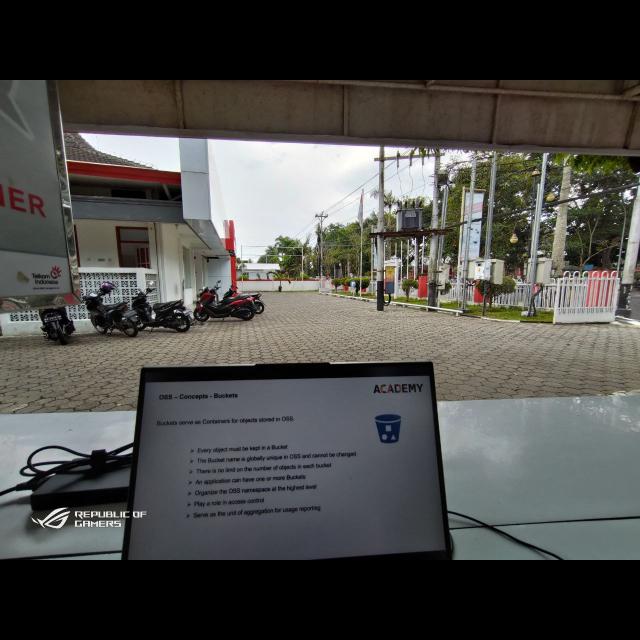 NER
Telkom
Indonesia
OSS – Concepts - Buckets
ACADEMY
Buckets serve as Containers for objects stored in OSS.
Every object must be kept in a Bucket
The Bucket name is globally unique in OSS and cannot be changed
There is no limit on the number of objects in each bucket
An application can have one or more Buckets
Organize the OSS namespace at the highest level
Play a role in access control
Serve as the unit of aggregation for usage reporting
REPUBLIC OF
GAMERS